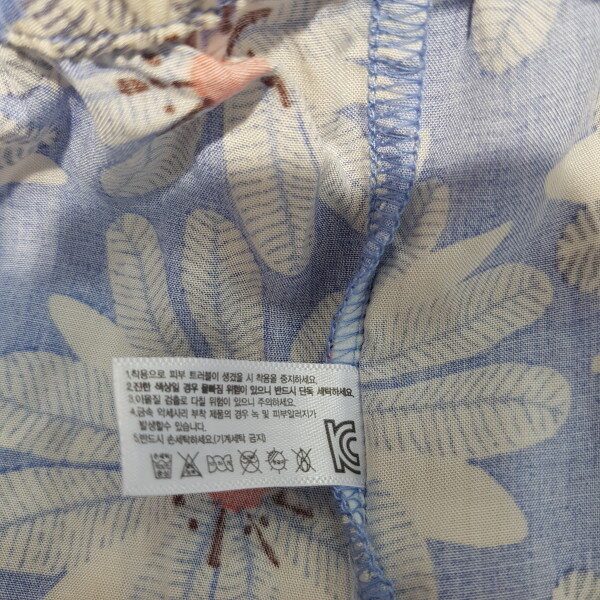 1.착용으로 피부 트러블이 생겼을 시 착용을 중지하세요.
2.진한 색상일 경우 물빠짐 위험이 있으니 반드시 단독 세탁하세요.
3.이물질 검출로 다칠 위험이 있으니 주의하세요.
4.금속 악세사리 부착 제품의 경우 녹 및 피부알러지가
발생할수 있습니다.
5.반드시 손세탁하세요.(기계세탁 금지)